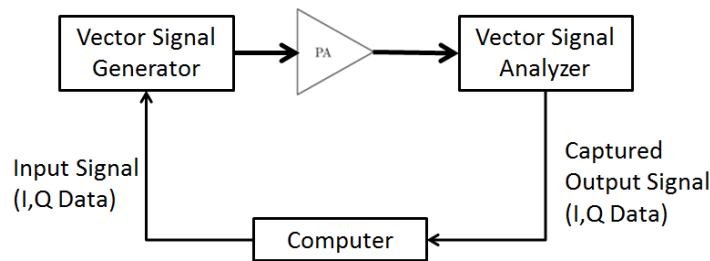 Vector Signal
Generator
PA
Vector Signal
Analyzer
Input Signal
(I,Q Data)
Captured
Output Signal
(I,Q Data)
Computer